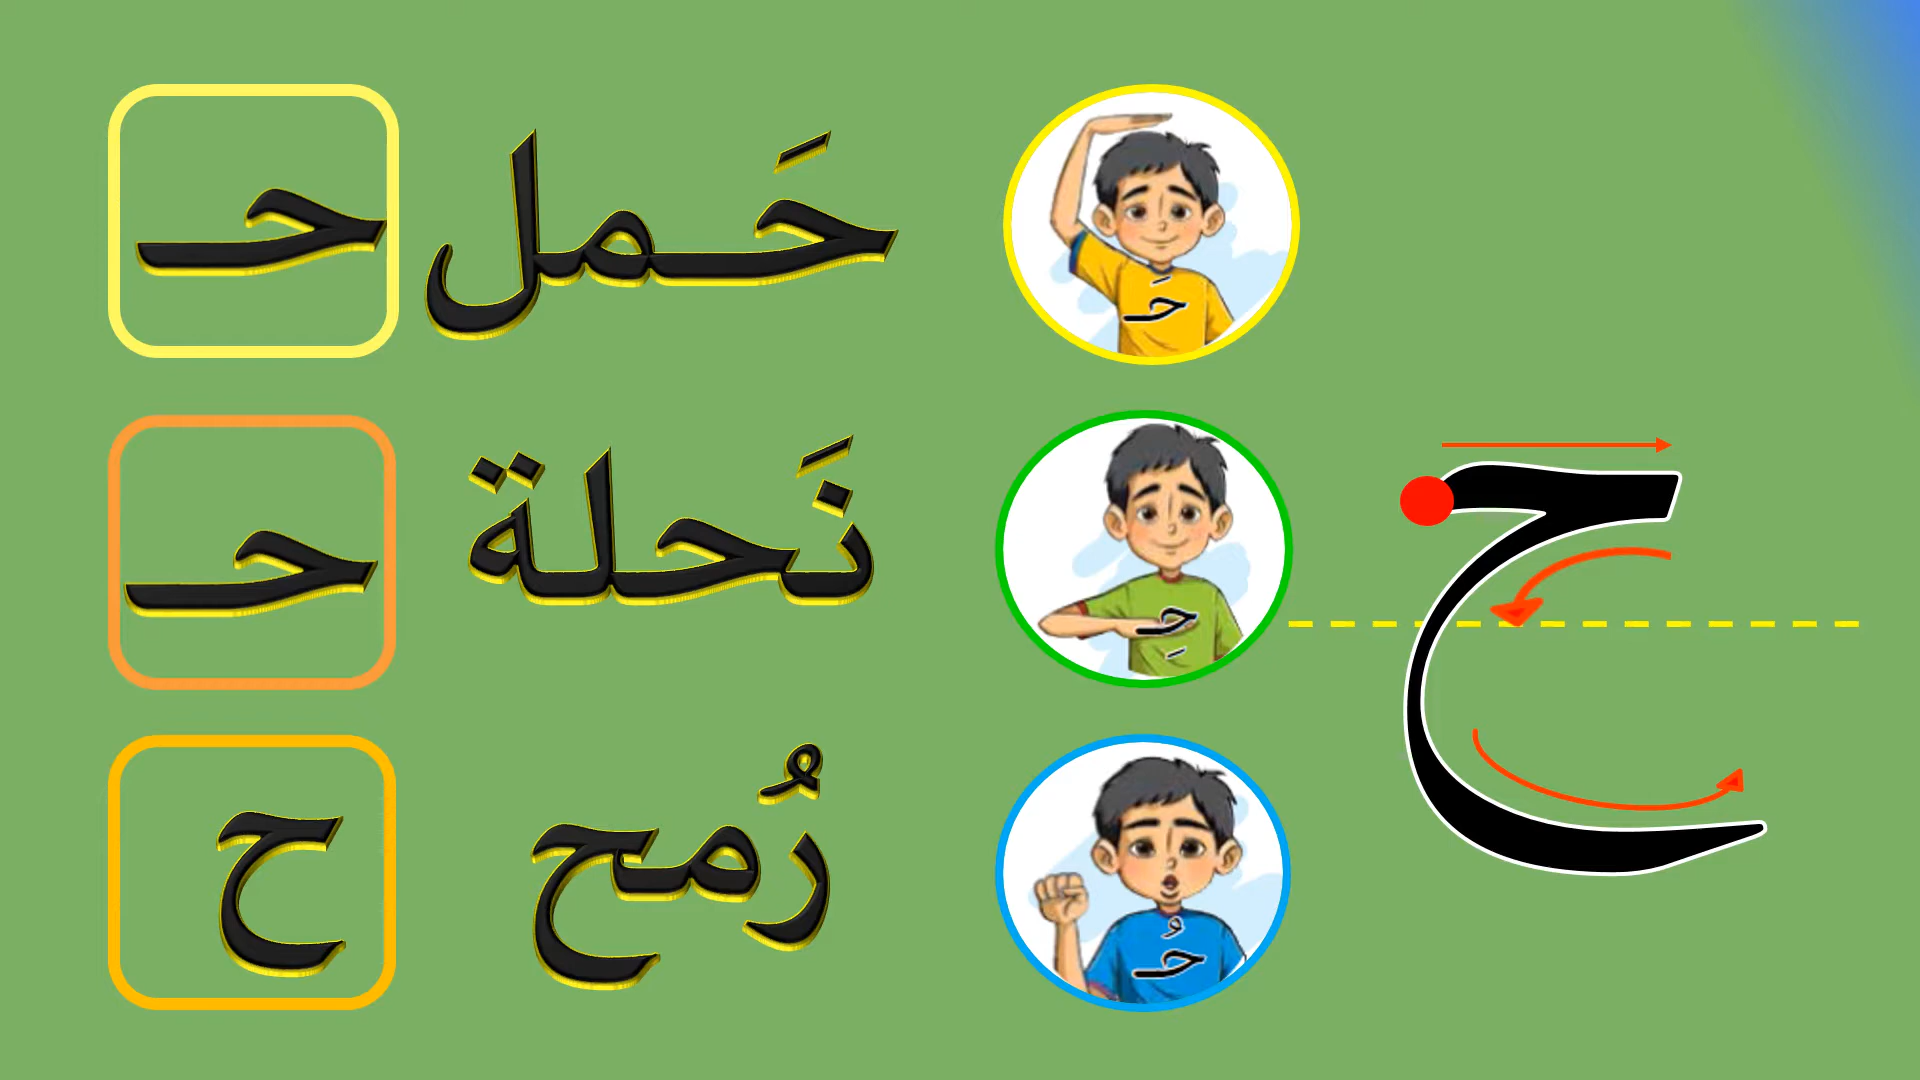 حَ حَمل حـ
ح
حِ نَحلة حـ
حُ رُمح ح